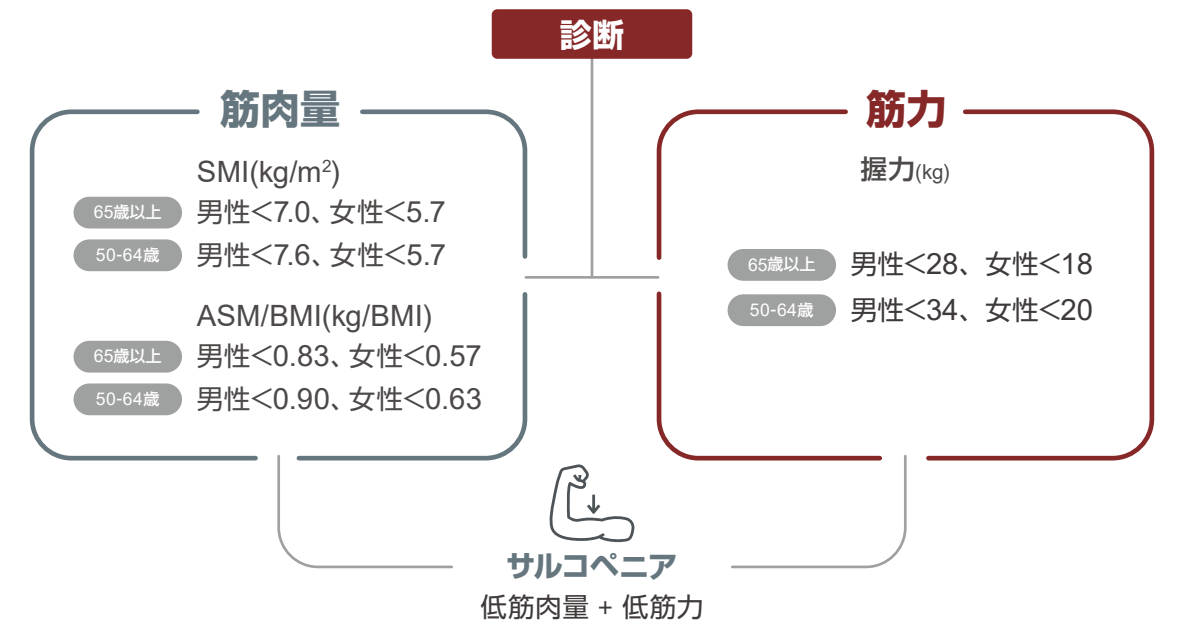 診断
筋肉量
SMI(kg/m²)
65歳以上 男性<7.0、女性<5.7
50-64歳 男性<7.6、女性<5.7
ASM/BMI(kg/BMI)
65歳以上 男性<0.83、女性<0.57
50-64歳 男性<0.90、女性<0.63
筋力
握力(kg)
65歳以上 男性<28、女性<18
50-64歳 男性<34、女性<20
サルコペニア
低筋肉量 + 低筋力